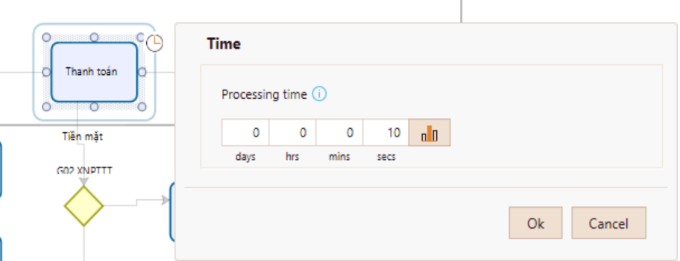 Time
Thanh toán
Processing time
0 0 0 10
days hrs mins secs
Tiền mặt
G02 XNPTTT
Ok Cancel